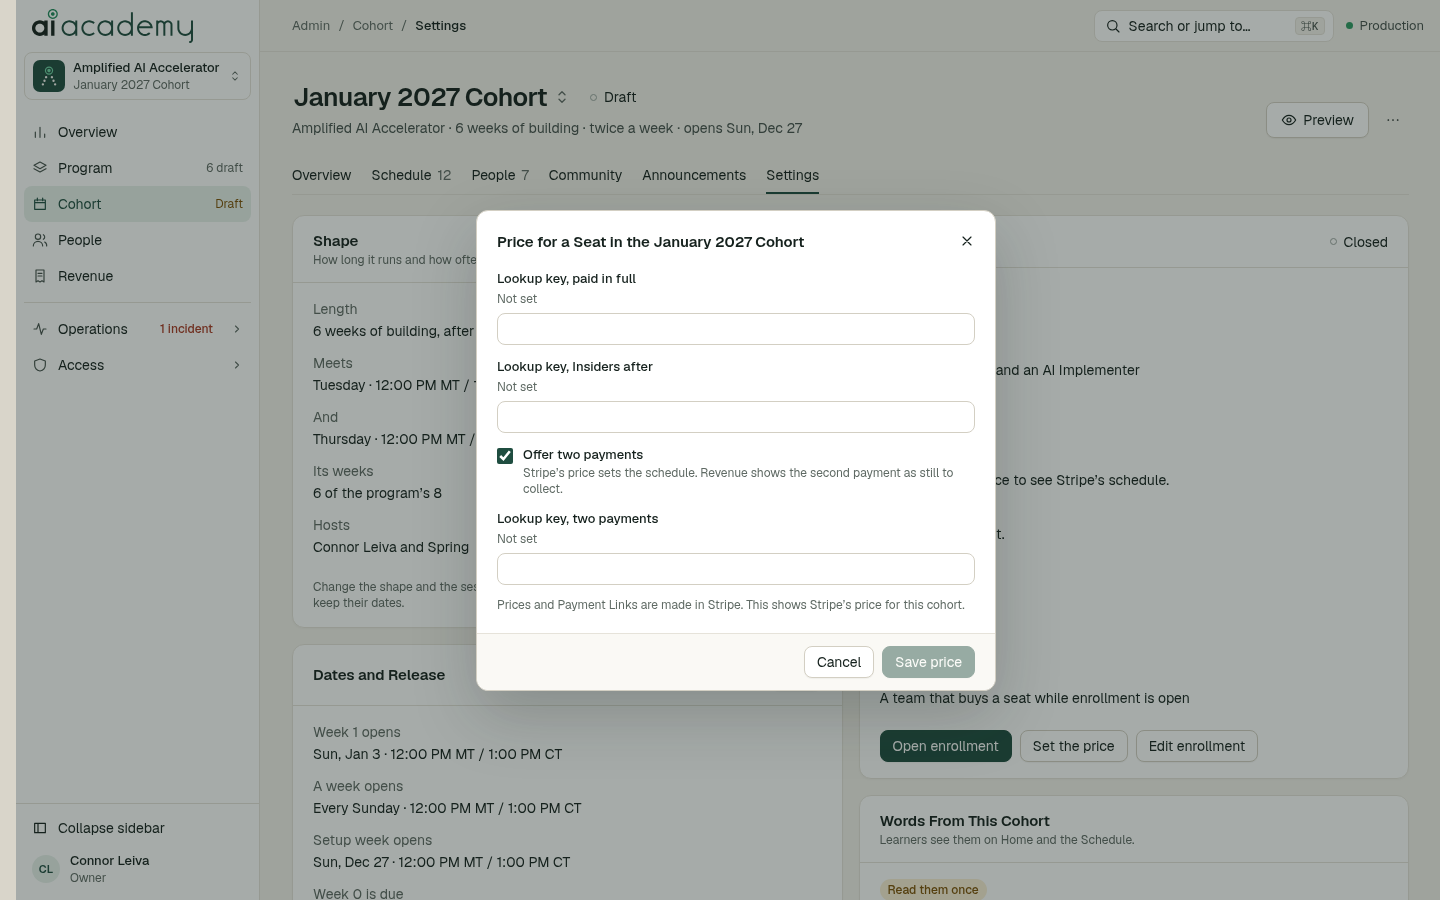 ai academy
Amplified AI Accelerator
January 2027 Cohort
Overview
Program 6 draft
Cohort Draft
People
Revenue
Operations 1 incident
Access
Collapse sidebar
CL
Connor Leiva
Owner
Admin / Cohort / Settings
Search or jump to… ⌘K
Production
January 2027 Cohort
Draft
Amplified AI Accelerator · 6 weeks of building · twice a week · opens Sun, Dec 27
Preview
Overview Schedule 12 People 7 Community Announcements Settings
Shape
How long it runs and how ofte
Length
6 weeks of building, after
Meets
Tuesday · 12:00 PM MT /
And
Thursday · 12:00 PM MT /
Its weeks
6 of the program’s 8
Hosts
Connor Leiva and Spring
Change the shape and the ses
keep their dates.
Dates and Release
Week 1 opens
Sun, Jan 3 · 12:00 PM MT / 1:00 PM CT
A week opens
Every Sunday · 12:00 PM MT / 1:00 PM CT
Setup week opens
Sun, Dec 27 · 12:00 PM MT / 1:00 PM CT
Week 0 is due
Price for a Seat in the January 2027 Cohort
Lookup key, paid in full
Not set
Lookup key, Insiders after
Not set
Offer two payments
Stripe’s price sets the schedule. Revenue shows the second payment as still to
collect.
Lookup key, two payments
Not set
Prices and Payment Links are made in Stripe. This shows Stripe’s price for this cohort.
Cancel
Save price
Closed
and an AI Implementer
ce to see Stripe’s schedule.
t.
A team that buys a seat while enrollment is open
Open enrollment
Set the price
Edit enrollment
Words From This Cohort
Learners see them on Home and the Schedule.
Read them once